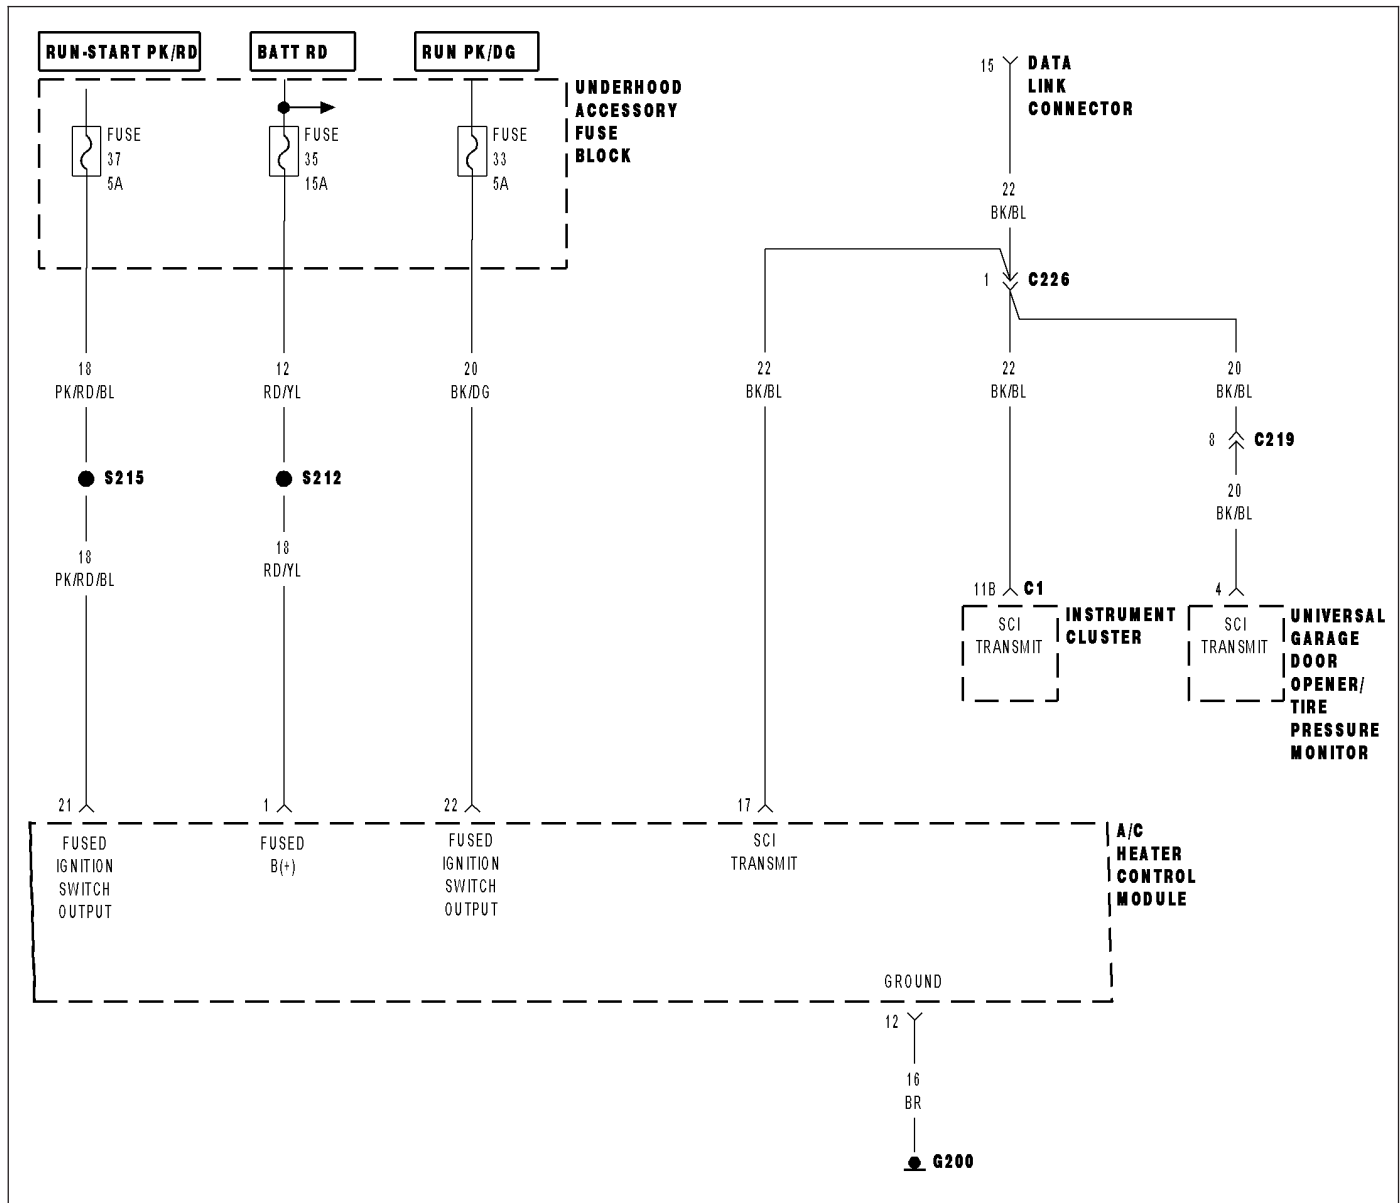 RUN-START PK/RD
BATT RD
RUN PK/DG
UNDERHOOD
ACCESSORY
FUSE
BLOCK
FUSE
37
5A
FUSE
35
15A
FUSE
33
5A
15
DATA
LINK
CONNECTOR
22
BK/BL
1
C226
18
PK/RD/BL
12
RD/YL
20
BK/DG
22
BK/BL
22
BK/BL
20
BK/BL
8
C219
S215
S212
20
BK/BL
18
PK/RD/BL
18
RD/YL
11B
C1
4
SCI
TRANSMIT
INSTRUMENT
CLUSTER
SCI
TRANSMIT
UNIVERSAL
GARAGE
DOOR
OPENER/
TIRE
PRESSURE
MONITOR
21
1
22
17
FUSED
IGNITION
SWITCH
OUTPUT
FUSED
B(+)
FUSED
IGNITION
SWITCH
OUTPUT
SCI
TRANSMIT
A/C
HEATER
CONTROL
MODULE
GROUND
12
16
BR
G200